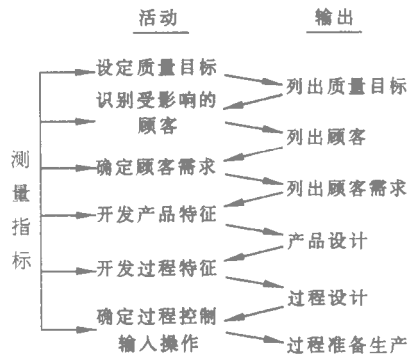 活动
输出
设定质量目标
列出质量目标
识别受影响的
顾客
列出顾客
确定顾客需求
列出顾客需求
开发产品特征
产品设计
开发过程特征
过程设计
确定过程控制
输入操作
过程准备生产
测量指标